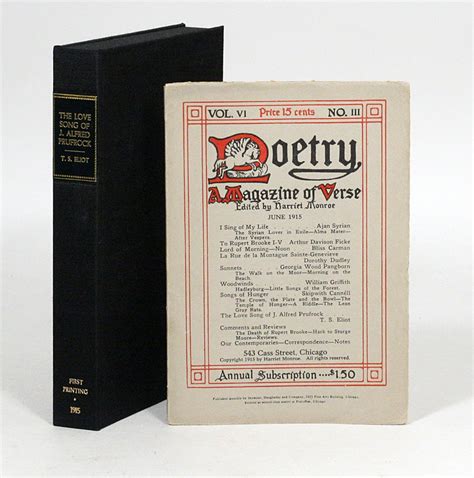 THE LOVE
SONG OF
J. ALFRED
PRUFROCK
T. S. ELIOT
FIRST
PRINTING
1915
VOL. VI Price 15 cents NO. III
Poetry
A Magazine of Verse
Edited by Harriet Monroe
JUNE 1915
I Sing of My Life . . Ajan Syrian
The Syrian Lover in Exile—Alma Mater—
After Vespers.
To Rupert Brooke I-V Arthur Davison Ficke
Lord of Morning—Noon . Bliss Carman
La Rue de la Montagne Sainte-Genevieve
Dorothy Dudley
Sonnets . . Georgia Wood Pangborn
The Walk on the Moor—Morning on the
Beach.
Woodwinds . . William Griffith
Hadleyburg—Little Songs of the Forest.
Songs of Hunger . . Skipwith Cannéll
The Crown, the Plate and the Bowl—The
Temple of Hunger—A Riddle—The Lean
Gray Rats.
The Love Song of J. Alfred Prufrock
T. S. Eliot
Comments and Reviews
The Death of Rupert Brooke—Hark to Sturge
Moore—Reviews.
Our Contemporaries—Correspondence—Notes
543 Cass Street, Chicago
Copyright 1915 by Harriet Monroe. All rights reserved.
Annual Subscription ....$1.50